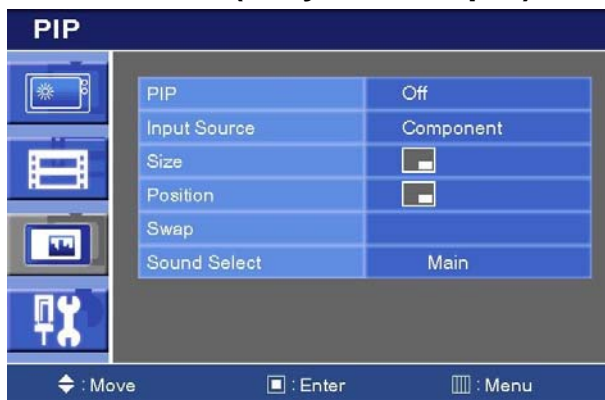 PIP
PIP Off
Input Source Component
Size
Position
Swap
Sound Select Main
: Move : Enter : Menu